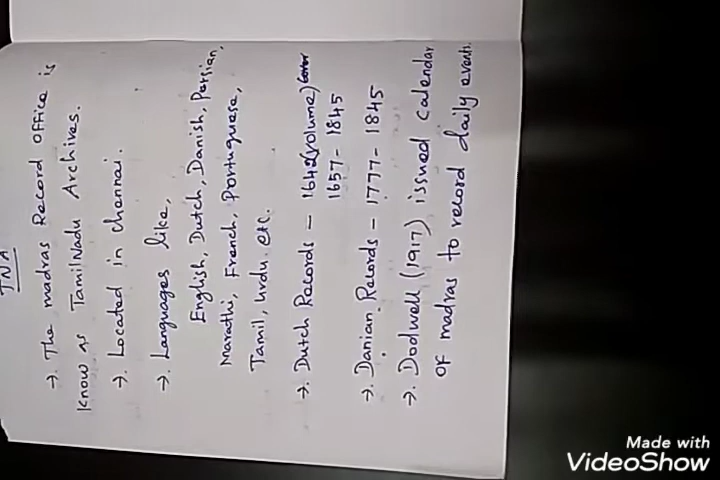 TNA
→ The madras Record office is
know as TamilNadu Archives.
→ Located in chennai.
→ Languages like,
English, Dutch, Danish, Persian,
Marathi, French, Portuguese,
Tamil, urdu etc.
→ Dutch Records - (volume)
1657 - 1845
→ Danian Records - 1777 - 1845
→ Dodwell (1917) issued calendar
of madras to record daily events.
Made with
VideoShow